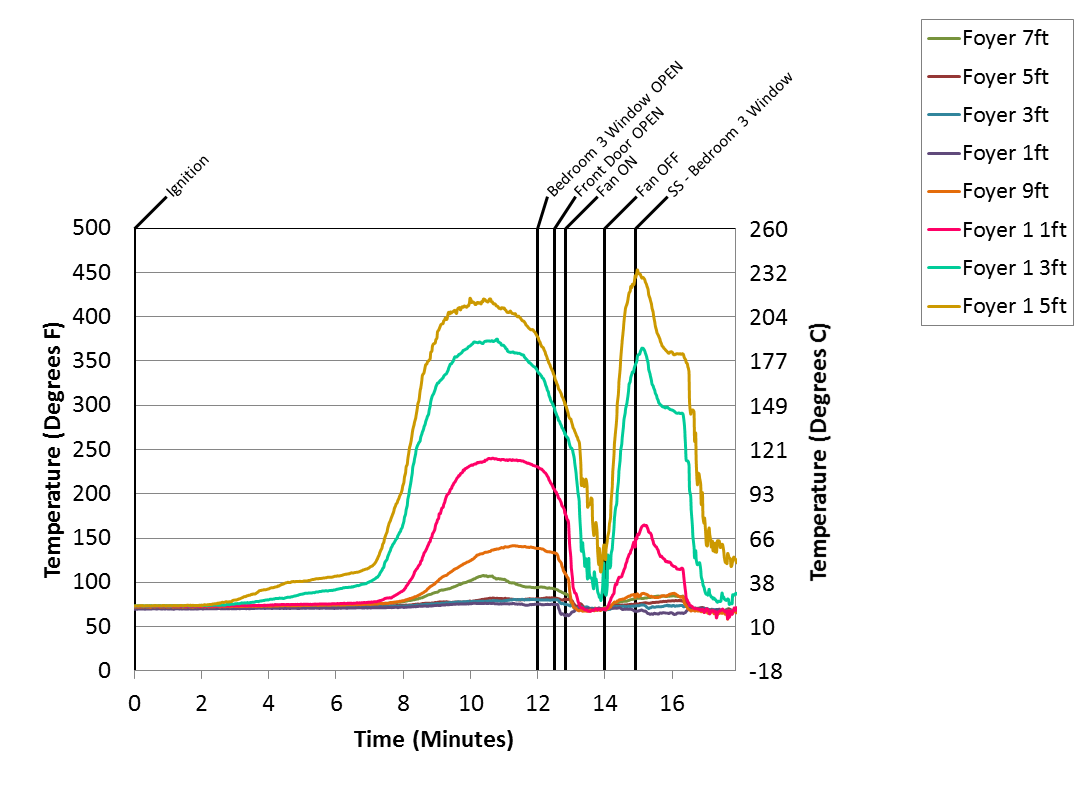 Foyer 7ft
Foyer 5ft
Foyer 3ft
Foyer 1ft
Foyer 9ft
Foyer 1 1ft
Foyer 1 3ft
Foyer 1 5ft
Ignition
Bedroom 3 Window OPEN
Front Door OPEN
Fan ON
Fan OFF
SS - Bedroom 3 Window
500
450
400
350
300
250
200
150
100
50
0
Temperature (Degrees F)
260
232
204
177
149
121
93
66
38
10
-18
Temperature (Degrees C)
0 2 4 6 8 10 12 14 16
Time (Minutes)